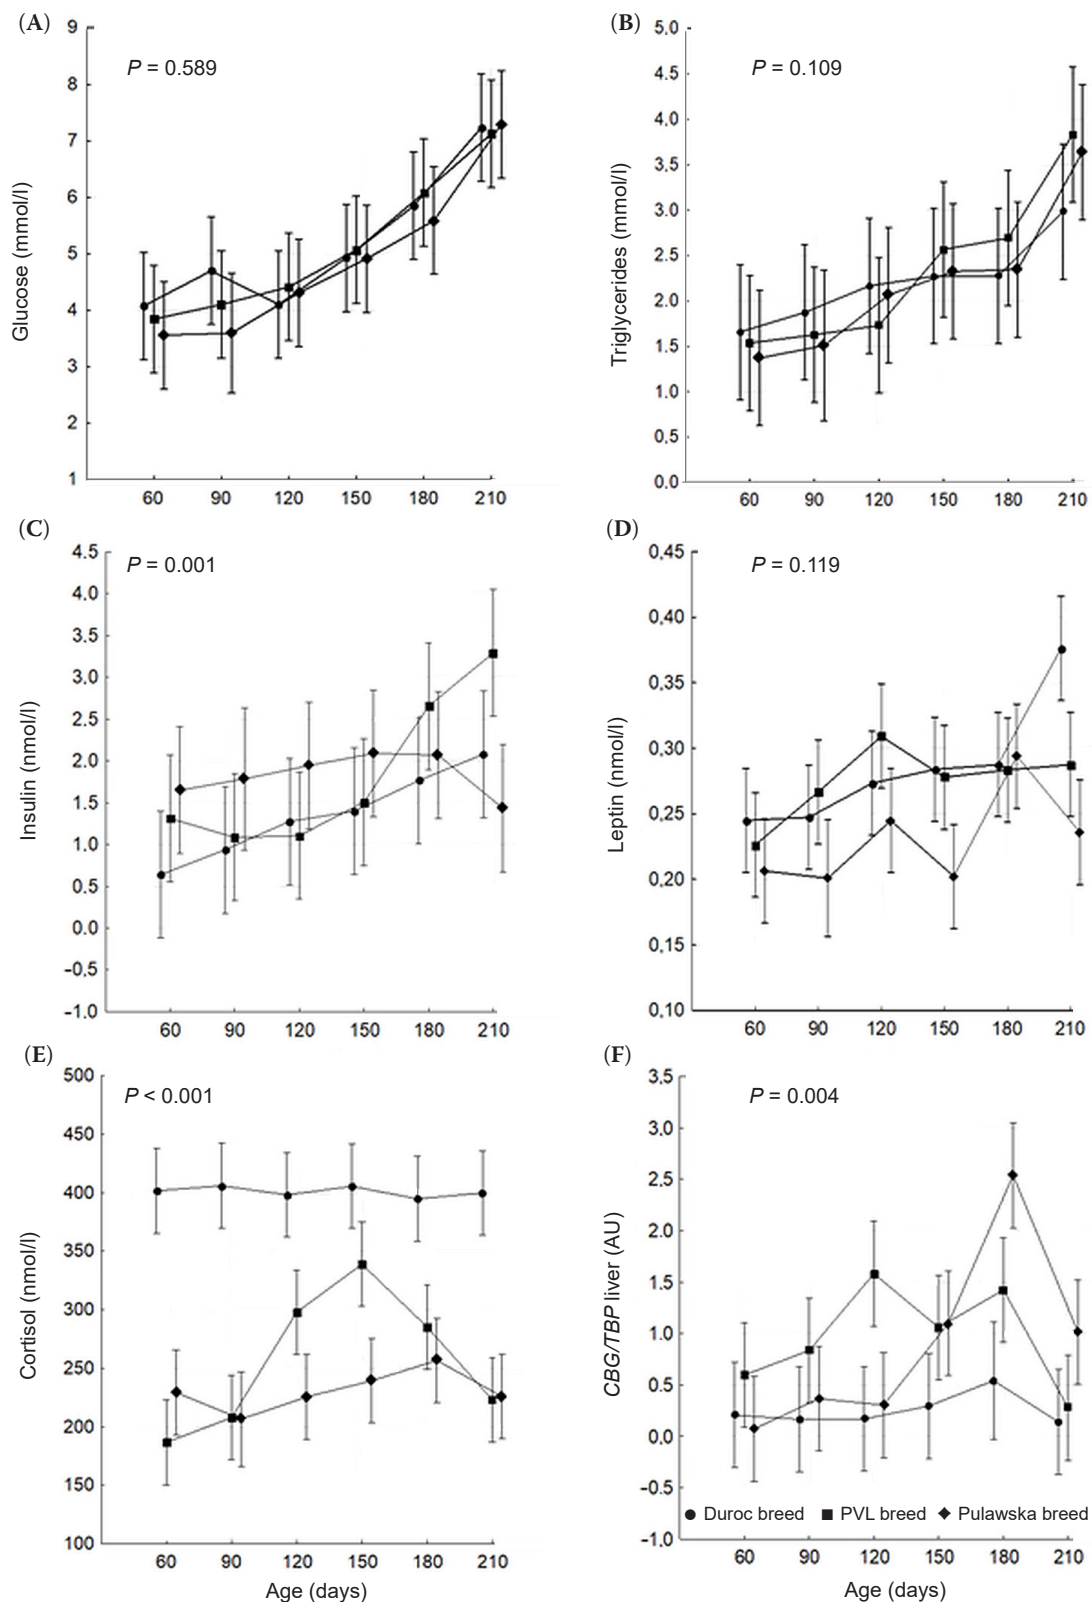 (A)
P = 0.589
Glucose (mmol/l)
9
8
7
6
5
4
3
2
1
60 90 120 150 180 210
(B)
P = 0.109
Triglycerides (mmol/l)
5.0
4.5
4.0
3.5
3.0
2.5
2.0
1.5
1.0
0.5
0.0
60 90 120 150 180 210
(C)
P = 0.001
Insulin (nmol/l)
4.5
4.0
3.5
3.0
2.5
2.0
1.5
1.0
0.5
0.0
-0.5
-1.0
60 90 120 150 180 210
(D)
P = 0.119
Leptin (nmol/l)
0,45
0,40
0,35
0,30
0,25
0,20
0,15
0,10
60 90 120 150 180 210
(E)
P < 0.001
Cortisol (nmol/l)
500
450
400
350
300
250
200
150
100
60 90 120 150 180 210
Age (days)
(F)
P = 0.004
CBG/TBP liver (AU)
3,5
3,0
2,5
2,0
1,5
1,0
0,5
0,0
−0,5
−1,0
Duroc breed PVL breed Pulawska breed
60 90 120 150 180 210
Age (days)